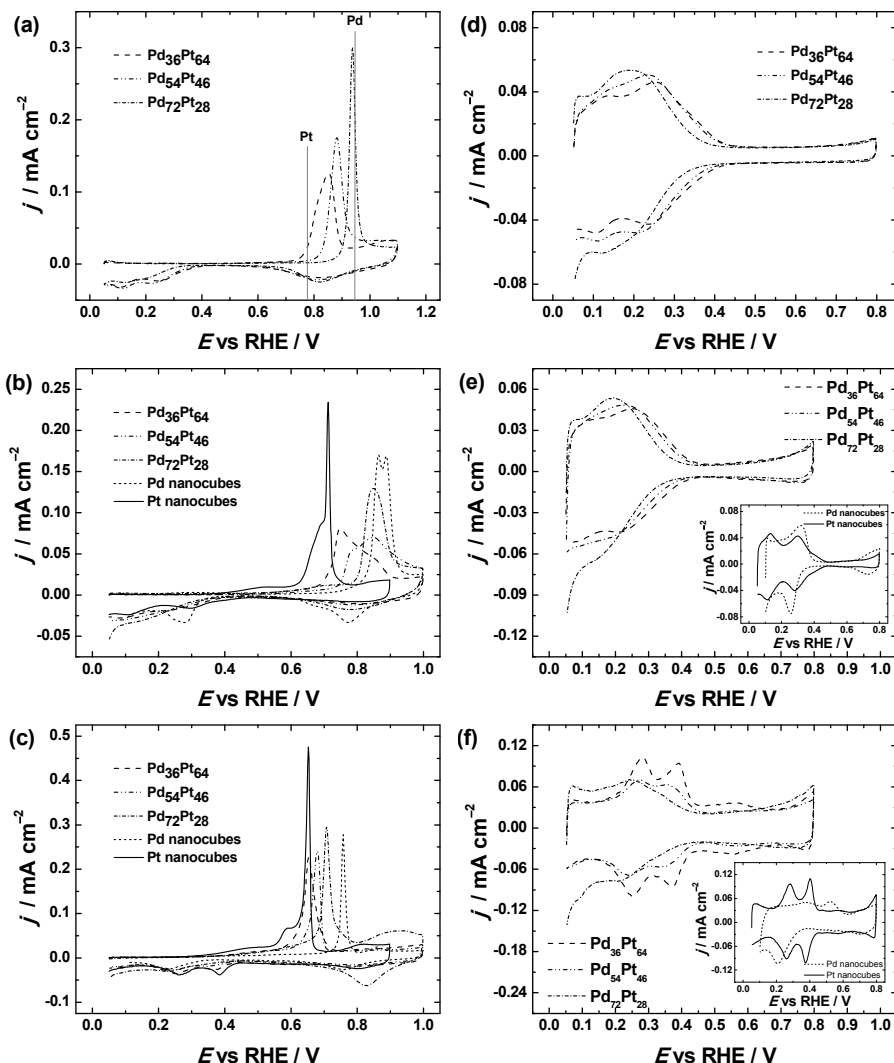 (a)
Pd
Pd36Pt64
Pd54Pt46
Pd72Pt28
Pt
0.3
0.2
0.1
0.0
j / mA cm⁻²
0.0 0.2 0.4 0.6 0.8 1.0 1.2
E vs RHE / V
(d)
Pd36Pt64
Pd54Pt46
Pd72Pt28
0.08
0.04
0.00
-0.04
-0.08
j / mA cm⁻²
0.0 0.1 0.2 0.3 0.4 0.5 0.6 0.7 0.8
E vs RHE / V
(b)
Pd36Pt64
Pd54Pt46
Pd72Pt28
Pd nanocubes
Pt nanocubes
0.25
0.20
0.15
0.10
0.05
0.00
-0.05
j / mA cm⁻²
0.0 0.2 0.4 0.6 0.8 1.0
E vs RHE / V
(e)
Pd36Pt64
Pd54Pt46
Pd72Pt28
0.06
0.03
0.00
-0.03
-0.06
-0.09
-0.12
j / mA cm⁻²
0.0 0.1 0.2 0.3 0.4 0.5 0.6 0.7 0.8 0.9 1.0
E vs RHE / V
Pd nanocubes
Pt nanocubes
0.08
0.04
0.00
-0.04
-0.08
j / mA cm⁻²
0.0 0.2 0.4 0.6 0.8
E vs RHE / V
(c)
Pd36Pt64
Pd54Pt46
Pd72Pt28
Pd nanocubes
Pt nanocubes
0.5
0.4
0.3
0.2
0.1
0.0
-0.1
j / mA cm⁻²
0.0 0.2 0.4 0.6 0.8 1.0
E vs RHE / V
(f)
0.12
0.06
0.00
-0.06
-0.12
-0.18
-0.24
j / mA cm⁻²
Pd36Pt64
Pd54Pt46
Pd72Pt28
0.0 0.1 0.2 0.3 0.4 0.5 0.6 0.7 0.8 0.9 1.0
E vs RHE / V
0.12
0.06
0.00
-0.06
-0.12
j / mA cm⁻²
Pd nanocubes
Pt nanocubes
0.0 0.2 0.4 0.6 0.8
E vs RHE / V